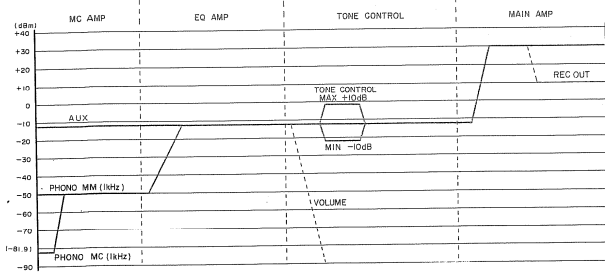 MC AMP EQ AMP TONE CONTROL MAIN AMP
(dBm)
+40
+30
+20
+10
0
-10
-20
-30
-40
-50
-60
-70
(-81.9)
-90
REC OUT
TONE CONTROL
MAX +10dB
AUX
MIN -10dB
PHONO MM (1kHz)
VOLUME
PHONO MC (1kHz)